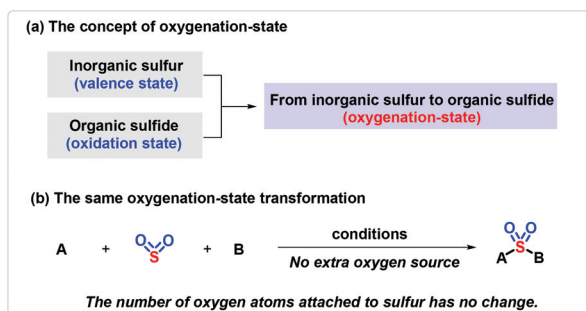 (a) The concept of oxygenation-state
Inorganic sulfur
(valence state)
Organic sulfide
(oxidation state)
From inorganic sulfur to organic sulfide
(oxygenation-state)
(b) The same oxygenation-state transformation
A + O S O + B conditions O O S A B
No extra oxygen source
The number of oxygen atoms attached to sulfur has no change.